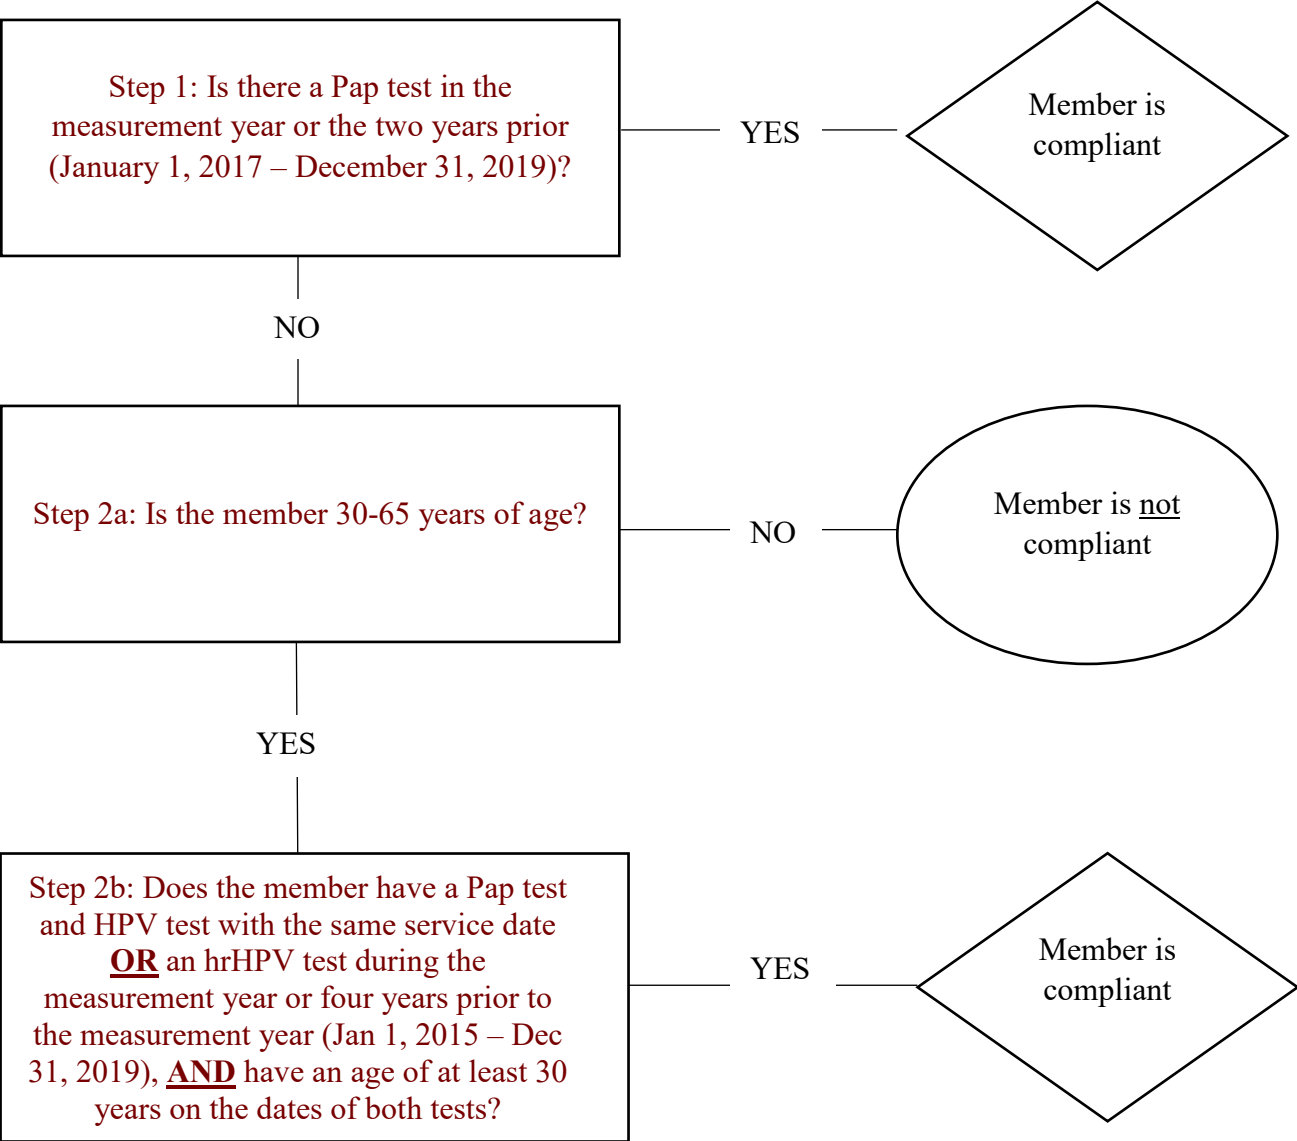 Step 1: Is there a Pap test in the
measurement year or the two years prior
(January 1, 2017 – December 31, 2019)?
YES
Member is
compliant
NO
Step 2a: Is the member 30-65 years of age?
NO
Member is not
compliant
YES
Step 2b: Does the member have a Pap test
and HPV test with the same service date
OR an hrHPV test during the
measurement year or four years prior to
the measurement year (Jan 1, 2015 – Dec
31, 2019), AND have an age of at least 30
years on the dates of both tests?
YES
Member is
compliant